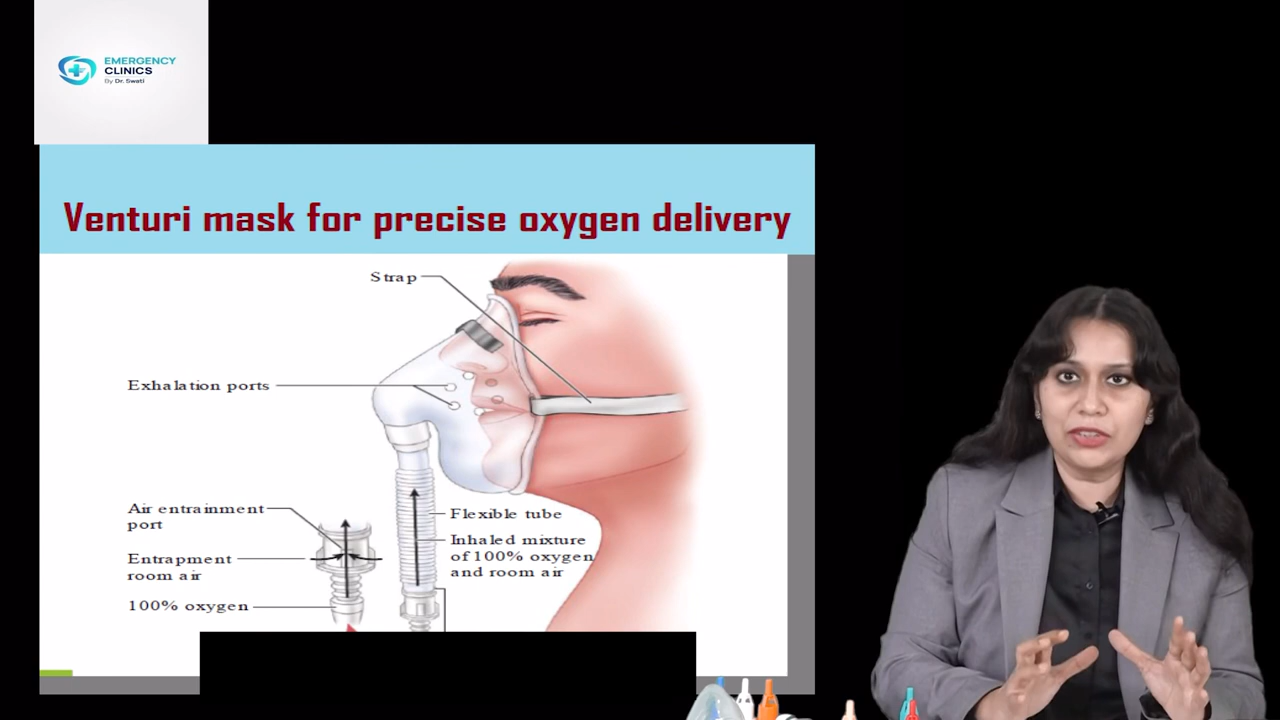 EMERGENCY
CLINICS
By Dr. Swati
Venturi mask for precise oxygen delivery
Strap
Exhalation ports
Air entrainment
port
Entrapment
room air
100% oxygen
Flexible tube
Inhaled mixture
of 100% oxygen
and room air